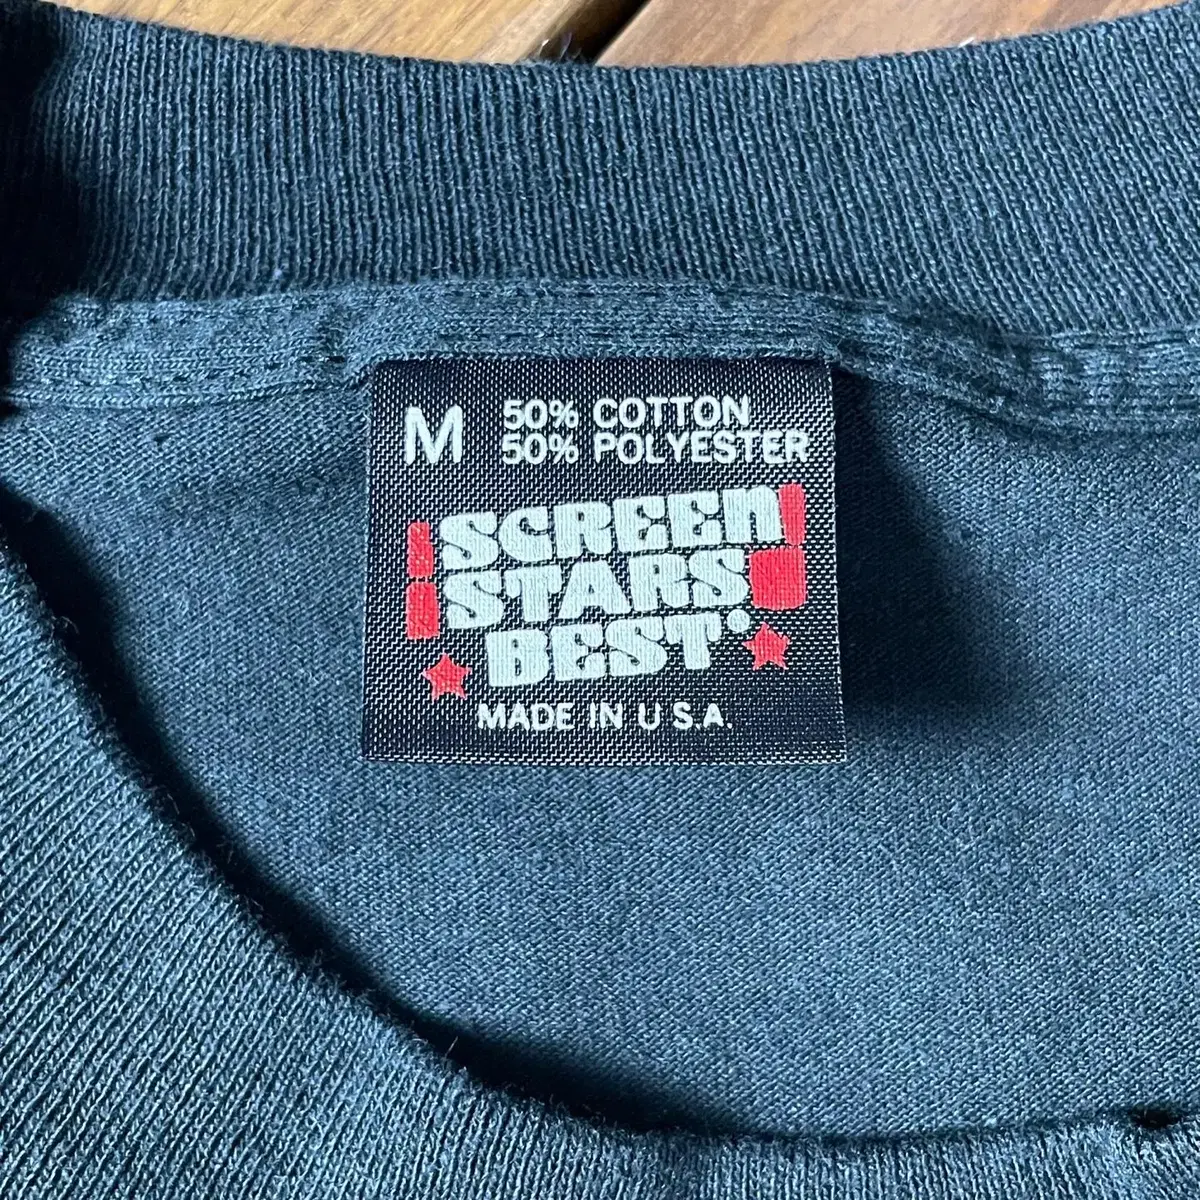 M 50% COTTON
50% POLYESTER
SCREEN
STARS
BEST®
MADE IN U.S.A.